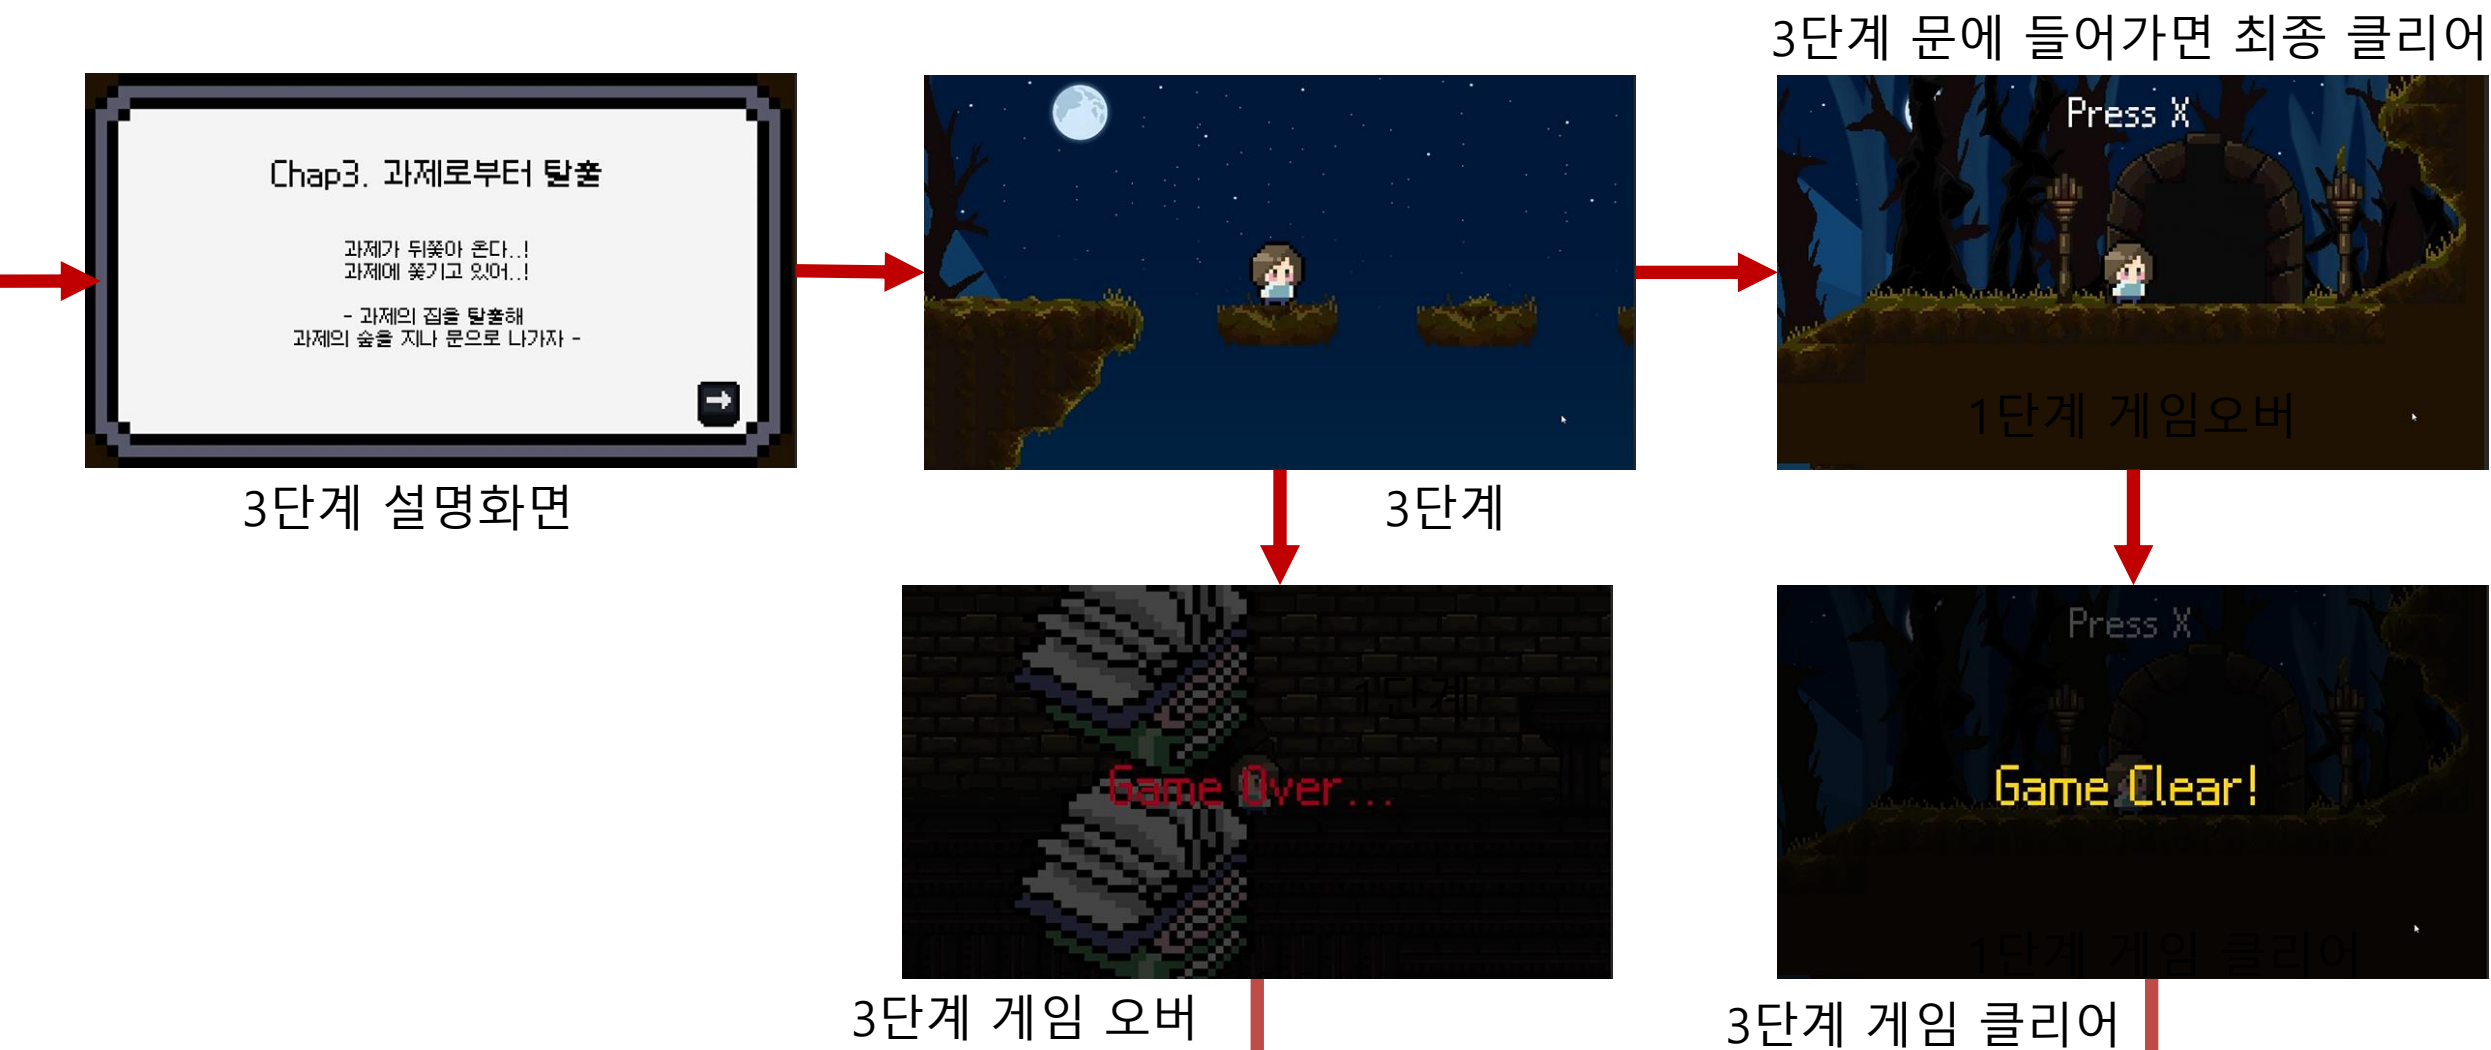 3단계 문에 들어가면 최종 클리어
Chap3. 과제로부터 탈출
과제가 뒤쫓아 온다..!
과제에 쫓기고 있어..!
- 과제의 집을 탈출해
과제의 숲을 지나 문으로 나가자 -
3단계 설명화면
3단계
Press X
1단계 게임오버
1단계
Game Over...
3단계 게임 오버
Press X
Game Clear!
1단계 게임 클리어
3단계 게임 클리어